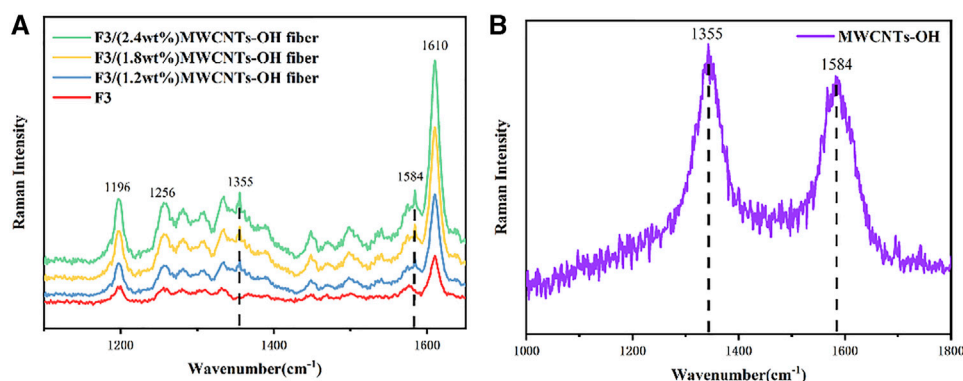 A
F3/(2.4wt%)MWCNTs-OH fiber
F3/(1.8wt%)MWCNTs-OH fiber
F3/(1.2wt%)MWCNTs-OH fiber
F3
1610
1196
1256
1355
1584
Raman Intensity
1200
1400
1600
Wavenumber(cm⁻¹)
B
MWCNTs-OH
1355
1584
Raman Intensity
1000
1200
1400
1600
1800
Wavenumber(cm⁻¹)